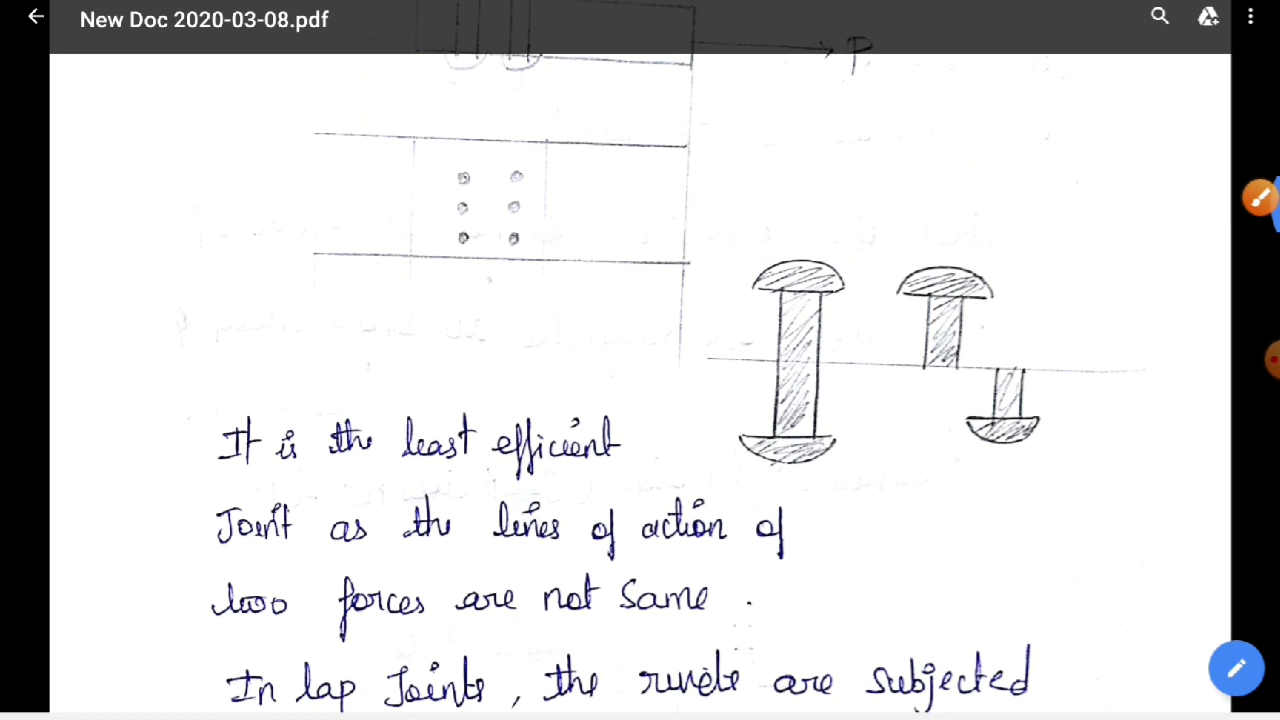 New Doc 2020-03-08.pdf
P
It is the least efficient
Joint as the lines of action of
two forces are not same .
In lap Joints, the rivets are subjected